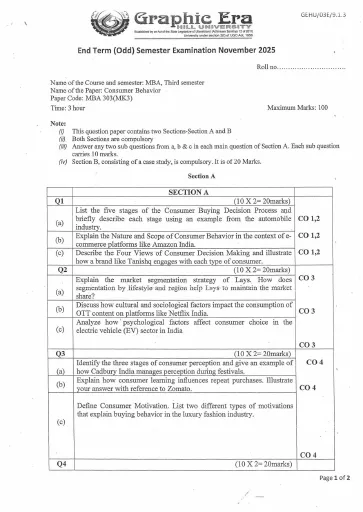 GEHU/03E/9.1.3
Graphic Era
HILL UNIVERSITY
End Term (Odd) Semester Examination November 2025
Roll no.............................
Name of the Course and semester: MBA, Third semester
Name of the Paper: Consumer Behavior
Paper Code: MBA 303(MK3)
Time: 3 hour Maximum Marks: 100
Note:
(i) This question paper contains two Sections-Section A and B
(ii) Both Sections are compulsory
(iii) Answer any two sub questions from a, b & c in each main question of Section A. Each sub question
carries 10 marks.
(iv) Section B, consisting of a case study, is compulsory. It is of 20 Marks.
Section A
SECTION A
Q1 (10 X 2= 20marks)
(a) List the five stages of the Consumer Buying Decision Process and
briefly describe each stage using an example from the automobile
industry. CO 1,2
(b) Explain the Nature and Scope of Consumer Behavior in the context of e-
commerce platforms like Amazon India. CO 1,2
(c) Describe the Four Views of Consumer Decision Making and illustrate
how a brand like Tanishq engages with each type of consumer. CO 1,2
Q2 (10 X 2= 20marks)
(a) Explain the market segmentation strategy of Lays. How does
segmentation by lifestyle and region help Lays to maintain the market
share? CO 3
(b) Discuss how cultural and sociological factors impact the consumption of
OTT content on platforms like Netflix India. CO 3
(c) Analyze how psychological factors affect consumer choice in the
electric vehicle (EV) sector in India
CO 3
Q3 (10 X 2= 20marks)
(a) Identify the three stages of consumer perception and give an example of
how Cadbury India manages perception during festivals. CO 4
(b) Explain how consumer learning influences repeat purchases. Illustrate
your answer with reference to Zomato. CO 4
(c) Define Consumer Motivation. List two different types of motivations
that explain buying behavior in the luxury fashion industry.
CO 4
Q4 (10 X 2= 20marks)
Page 1 of 2